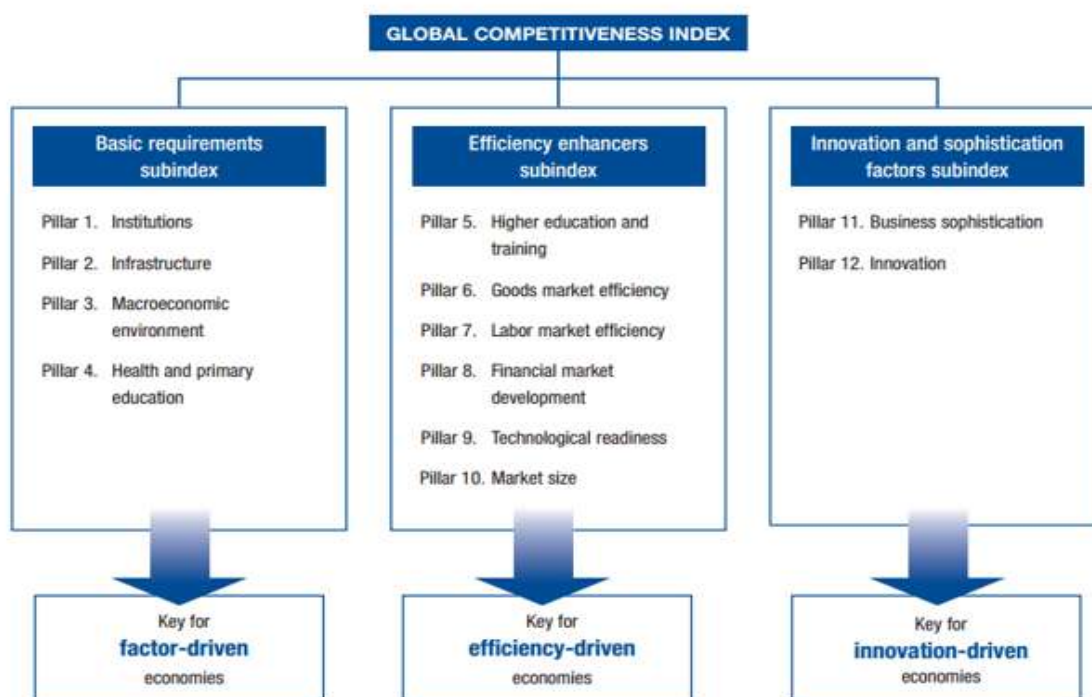 GLOBAL COMPETITIVENESS INDEX
Basic requirements
subindex
Pillar 1. Institutions
Pillar 2. Infrastructure
Pillar 3. Macroeconomic
environment
Pillar 4. Health and primary
education
Key for
factor-driven
economies
Efficiency enhancers
subindex
Pillar 5. Higher education and
training
Pillar 6. Goods market efficiency
Pillar 7. Labor market efficiency
Pillar 8. Financial market
development
Pillar 9. Technological readiness
Pillar 10. Market size
Key for
efficiency-driven
economies
Innovation and sophistication
factors subindex
Pillar 11. Business sophistication
Pillar 12. Innovation
Key for
innovation-driven
economies